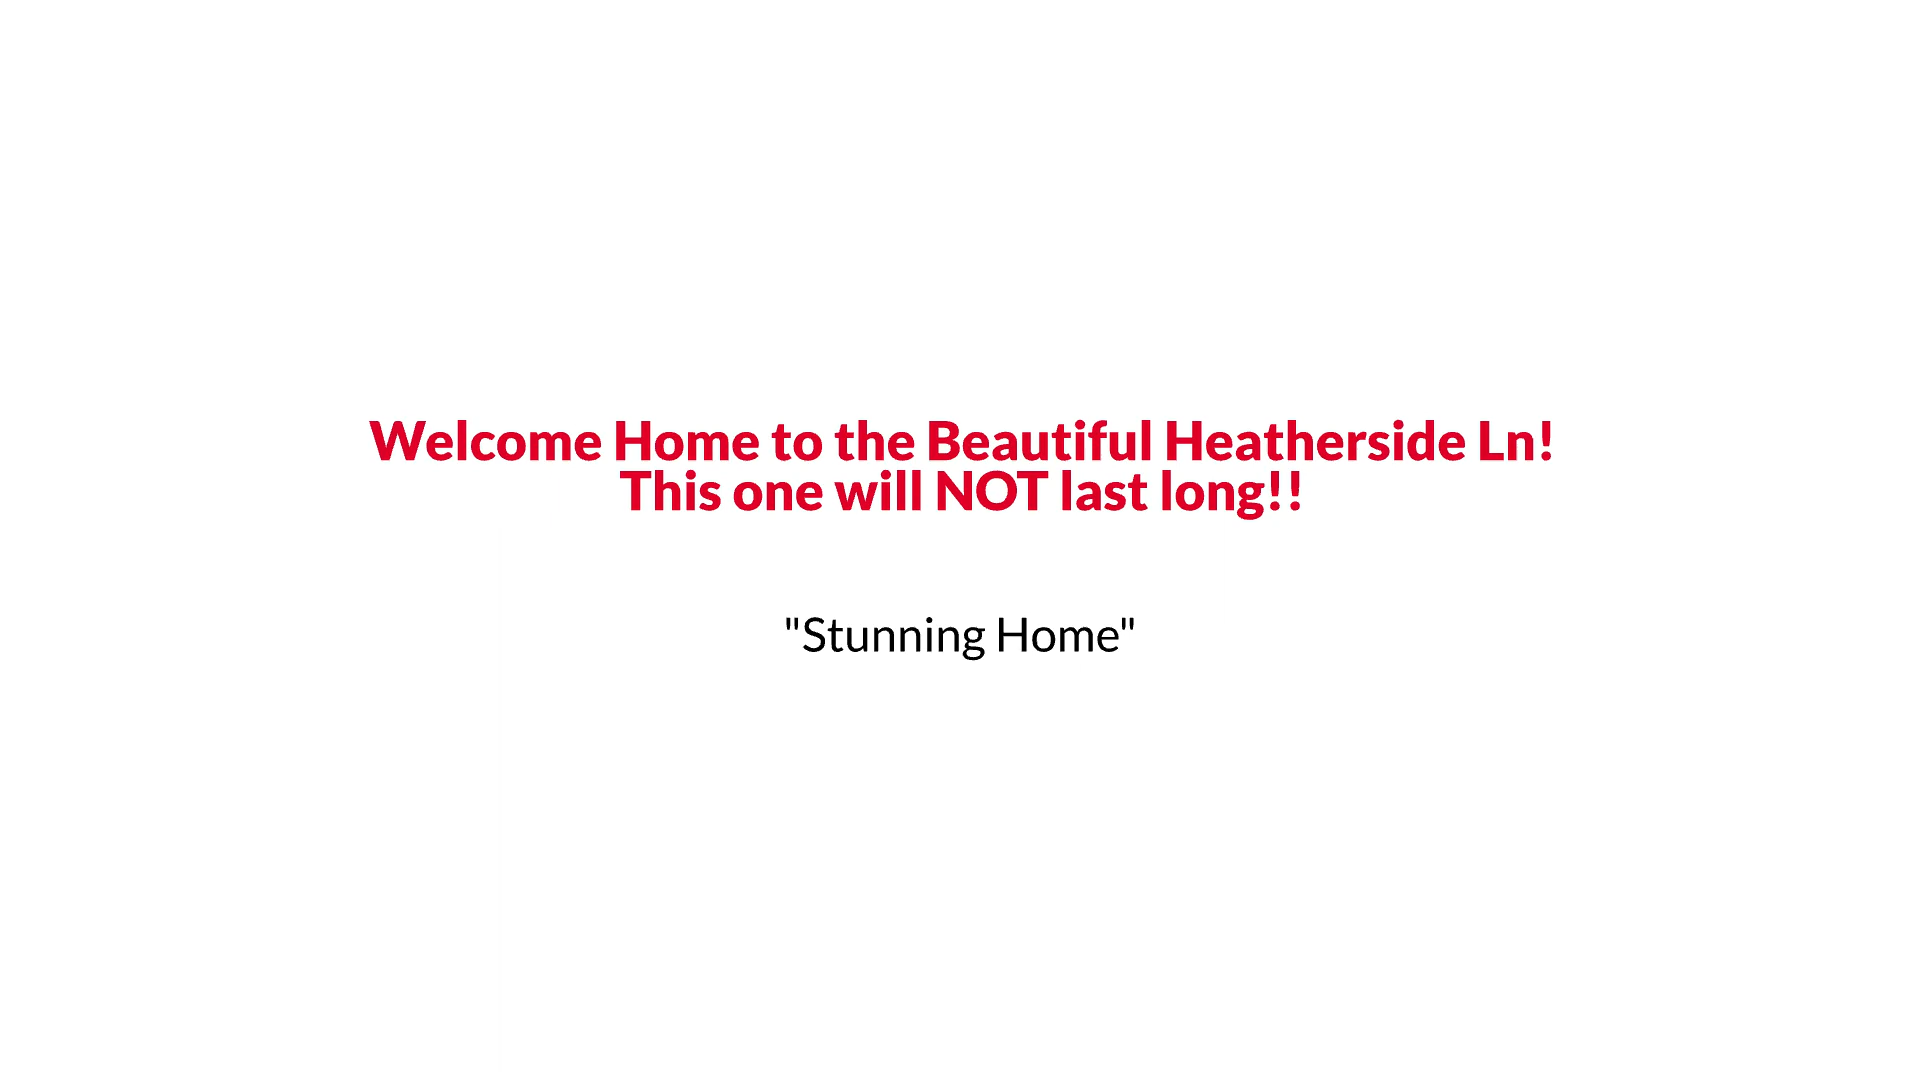 Welcome Home to the Beautiful Heatherside Ln!
This one will NOT last long!!
"Stunning Home"